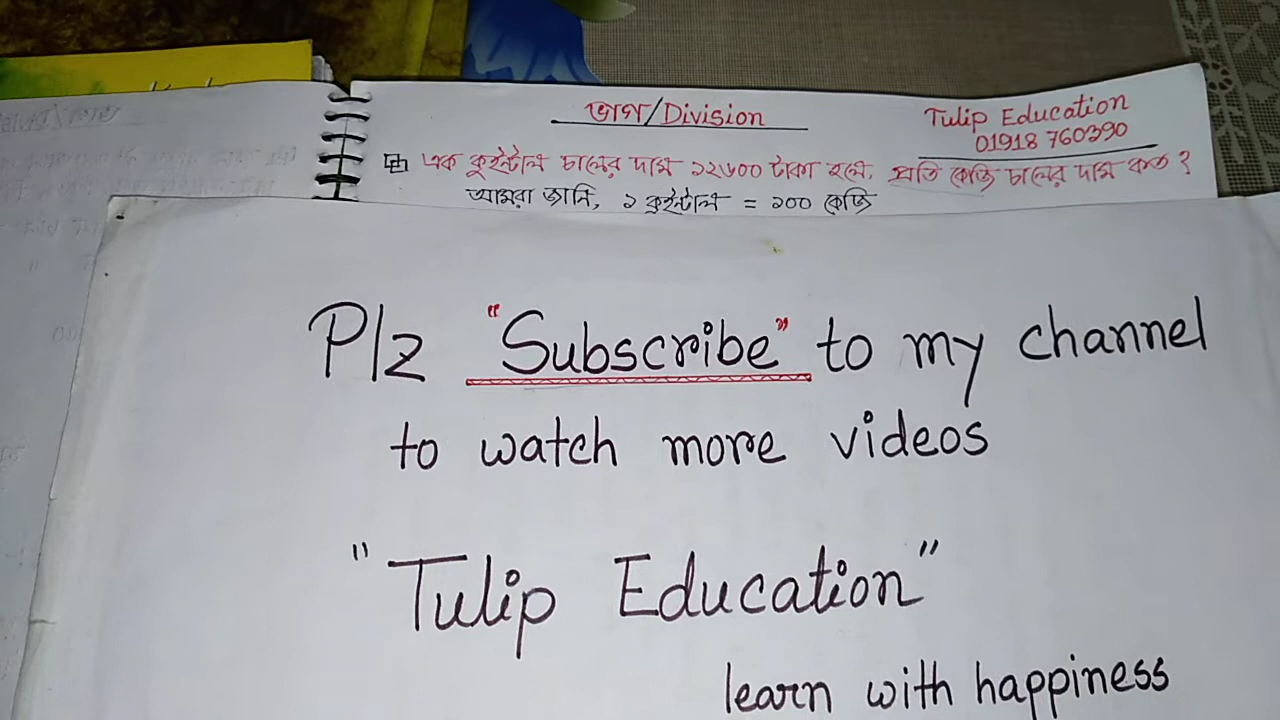 ভাগ/Division
Tulip Education
01918 760390
এক কুইন্টাল চালের দাম ১২৬০০ টাকা হলে, প্রতি কেজি চালের দাম কত?
আমরা জানি, ১ কুইন্টাল = ১০০ কেজি
Plz "Subscribe" to my channel
to watch more videos
"Tulip Education"
learn with happiness